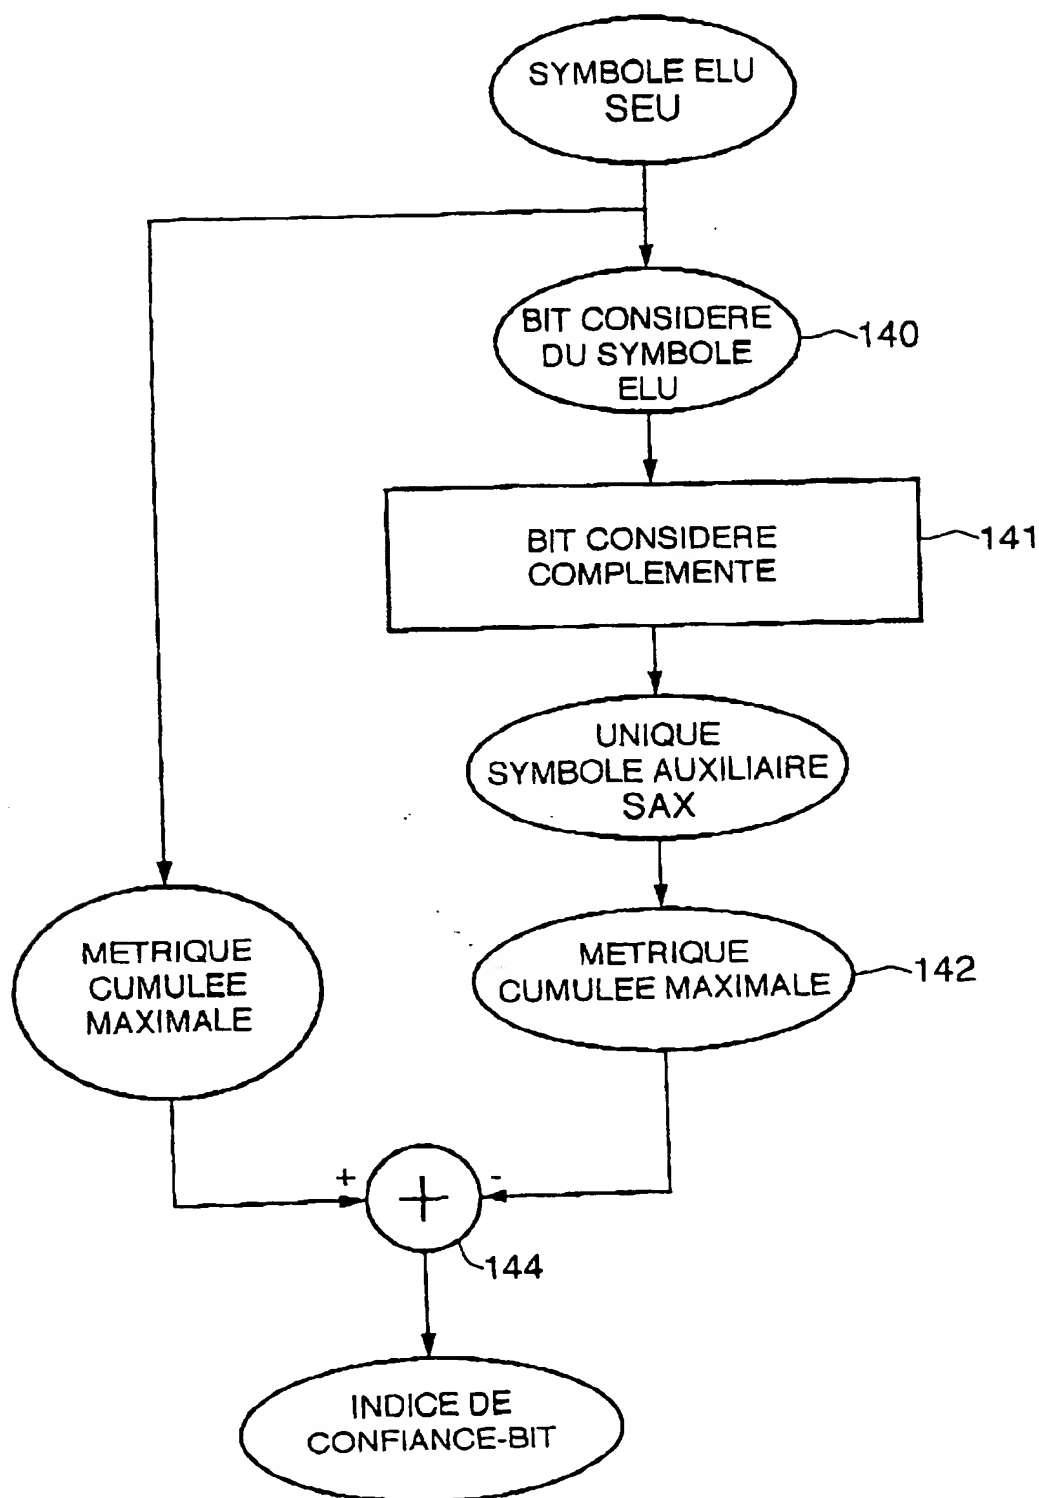 SYMBOLE ELU
SEU
BIT CONSIDERE
DU SYMBOLE
ELU
140
BIT CONSIDERE
COMPLEMENTE
141
UNIQUE
SYMBOLE AUXILIAIRE
SAX
METRIQUE
CUMULEE
MAXIMALE
METRIQUE
CUMULEE MAXIMALE
142
+
-
144
INDICE DE
CONFIANCE-BIT